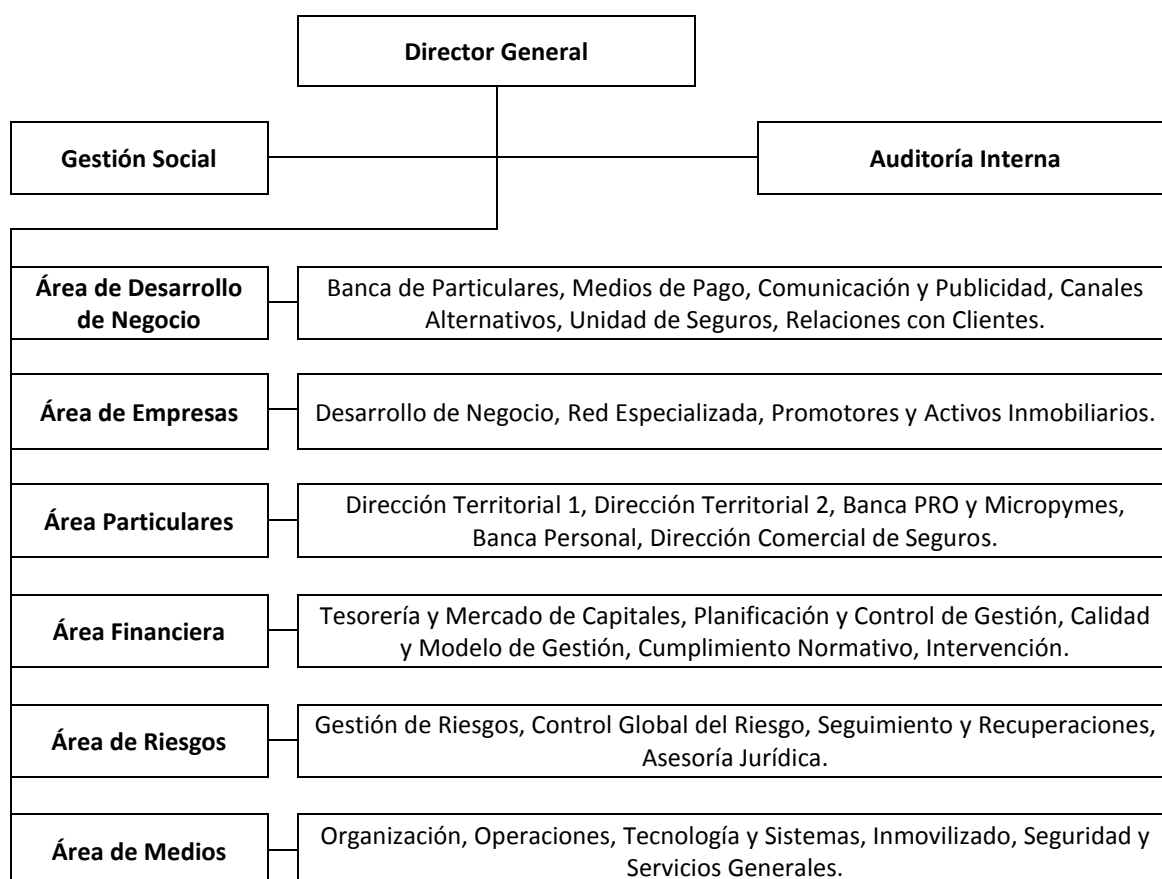 Director General
Gestión Social
Auditoría Interna
Área de Desarrollo
de Negocio
Banca de Particulares, Medios de Pago, Comunicación y Publicidad, Canales
Alternativos, Unidad de Seguros, Relaciones con Clientes.
Área de Empresas
Desarrollo de Negocio, Red Especializada, Promotores y Activos Inmobiliarios.
Área Particulares
Dirección Territorial 1, Dirección Territorial 2, Banca PRO y Micropymes,
Banca Personal, Dirección Comercial de Seguros.
Área Financiera
Tesorería y Mercado de Capitales, Planificación y Control de Gestión, Calidad
y Modelo de Gestión, Cumplimiento Normativo, Intervención.
Área de Riesgos
Gestión de Riesgos, Control Global del Riesgo, Seguimiento y Recuperaciones,
Asesoría Jurídica.
Área de Medios
Organización, Operaciones, Tecnología y Sistemas, Inmovilizado, Seguridad y
Servicios Generales.